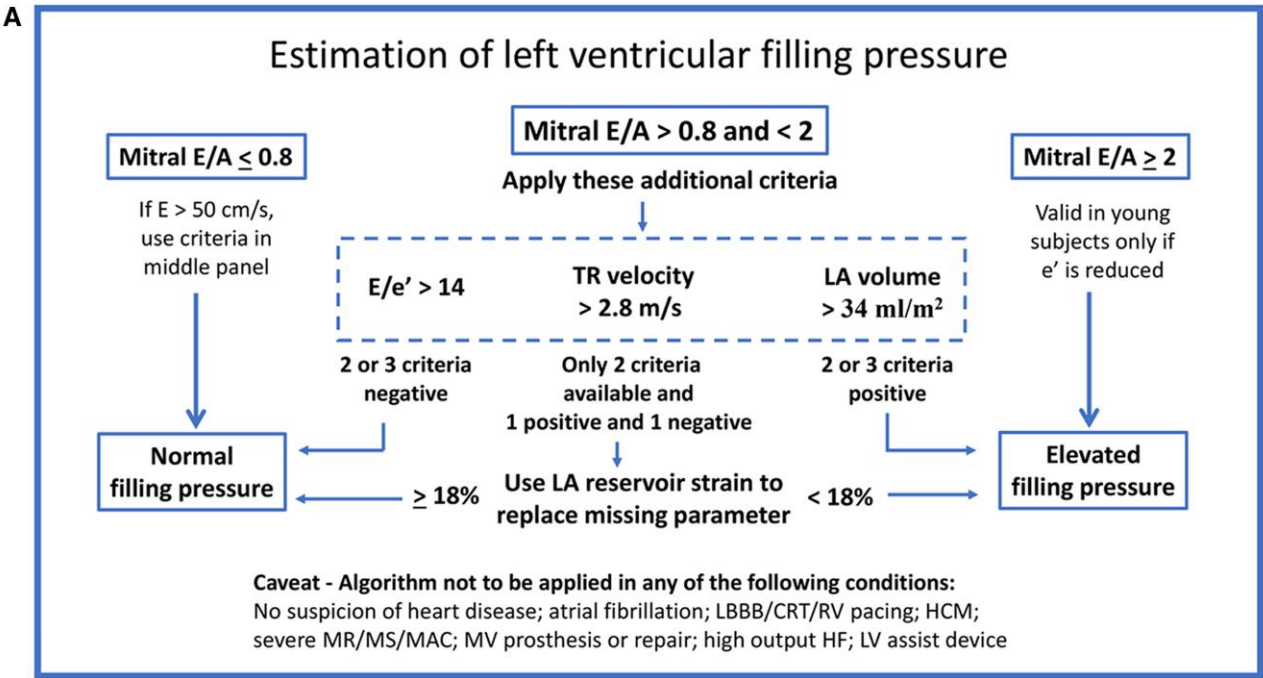 A
Estimation of left ventricular filling pressure
Mitral E/A ≤ 0.8
If E > 50 cm/s,
use criteria in
middle panel
Mitral E/A > 0.8 and < 2
Apply these additional criteria
Mitral E/A ≥ 2
Valid in young
subjects only if
e’ is reduced
E/e’ > 14
TR velocity
> 2.8 m/s
LA volume
> 34 ml/m²
2 or 3 criteria
negative
Only 2 criteria
available and
1 positive and 1 negative
2 or 3 criteria
positive
Normal
filling pressure
≥ 18%
Use LA reservoir strain to
replace missing parameter
< 18%
Elevated
filling pressure
Caveat - Algorithm not to be applied in any of the following conditions:
No suspicion of heart disease; atrial fibrillation; LBBB/CRT/RV pacing; HCM;
severe MR/MS/MAC; MV prosthesis or repair; high output HF; LV assist device